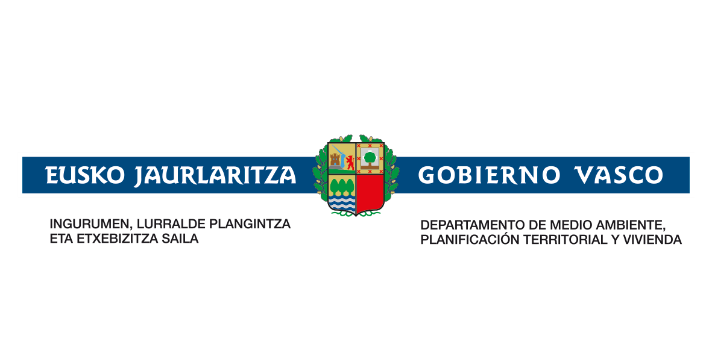 EUSKO JAURLARITZA
GOBIERNO VASCO
INGURUMEN, LURRALDE PLANGINTZA
ETA ETXEBIZITZA SAILA
DEPARTAMENTO DE MEDIO AMBIENTE,
PLANIFICACIÓN TERRITORIAL Y VIVIENDA